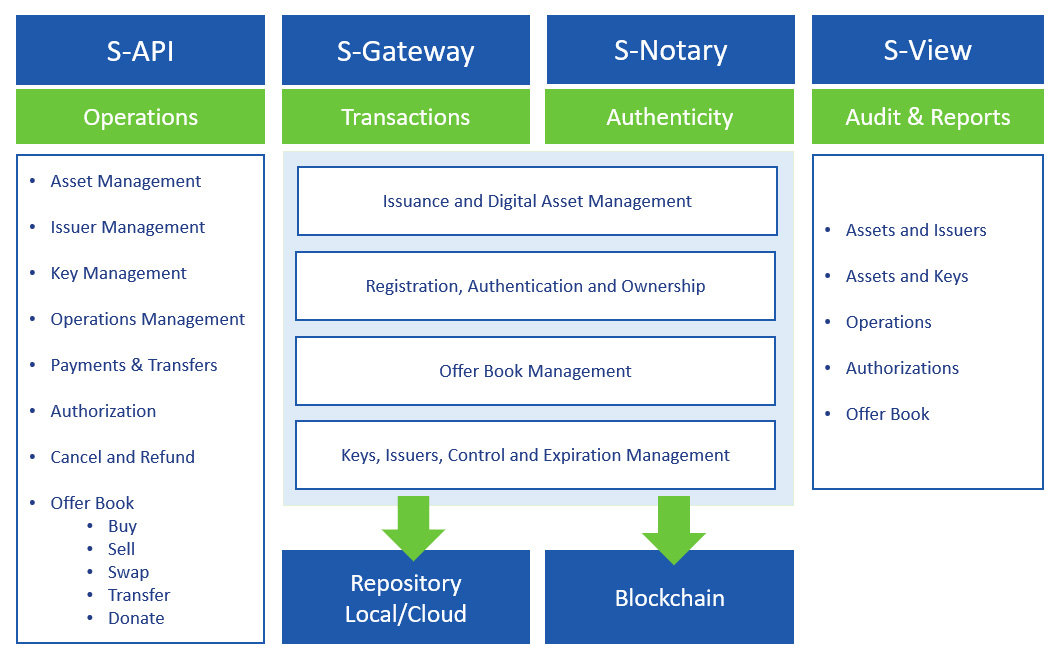 S-API
Operations
• Asset Management
• Issuer Management
• Key Management
• Operations Management
• Payments & Transfers
• Authorization
• Cancel and Refund
• Offer Book
• Buy
• Sell
• Swap
• Transfer
• Donate
S-Gateway
Transactions
S-Notary
Authenticity
Issuance and Digital Asset Management
Registration, Authentication and Ownership
Offer Book Management
Keys, Issuers, Control and Expiration Management
Repository
Local/Cloud
Blockchain
S-View
Audit & Reports
• Assets and Issuers
• Assets and Keys
• Operations
• Authorizations
• Offer Book